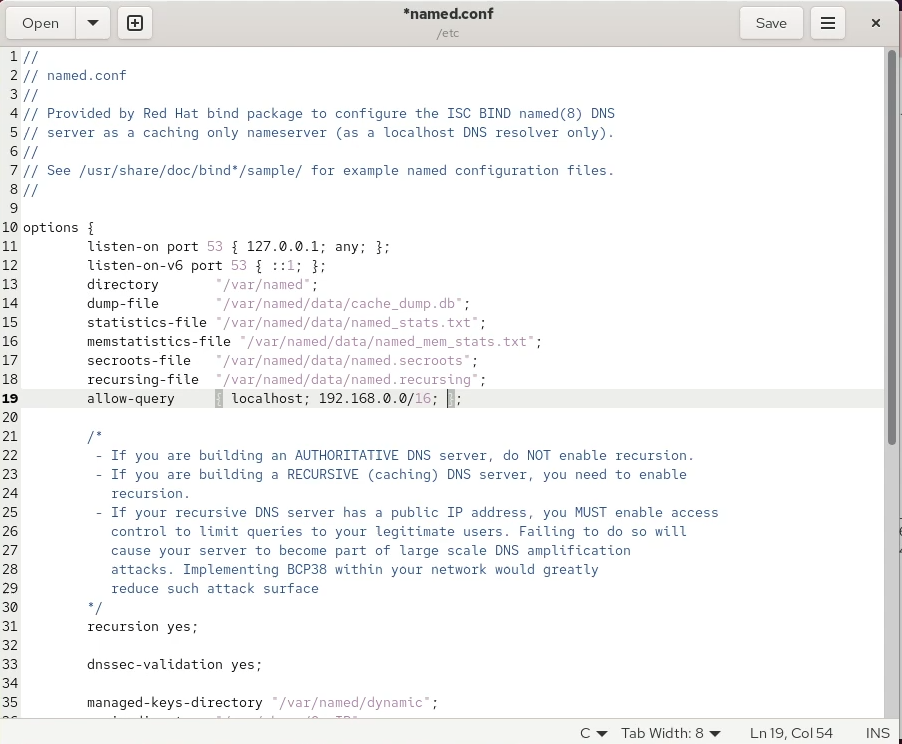 Open
*named.conf
/etc
Save
1 //
2 // named.conf
3 //
4 // Provided by Red Hat bind package to configure the ISC BIND named(8) DNS
5 // server as a caching only nameserver (as a localhost DNS resolver only).
6 //
7 // See /usr/share/doc/bind*/sample/ for example named configuration files.
8 //
9
10 options {
11 listen-on port 53 { 127.0.0.1; any; };
12 listen-on-v6 port 53 { ::1; };
13 directory "/var/named";
14 dump-file "/var/named/data/cache_dump.db";
15 statistics-file "/var/named/data/named_stats.txt";
16 memstatistics-file "/var/named/data/named_mem_stats.txt";
17 secroots-file "/var/named/data/named.secroots";
18 recursing-file "/var/named/data/named.recursing";
19 allow-query { localhost; 192.168.0.0/16; };
20
21 /*
22 - If you are building an AUTHORITATIVE DNS server, do NOT enable recursion.
23 - If you are building a RECURSIVE (caching) DNS server, you need to enable
24 recursion.
25 - If your recursive DNS server has a public IP address, you MUST enable access
26 control to limit queries to your legitimate users. Failing to do so will
27 cause your server to become part of large scale DNS amplification
28 attacks. Implementing BCP38 within your network would greatly
29 reduce such attack surface
30 */
31 recursion yes;
32
33 dnssec-validation yes;
34
35 managed-keys-directory "/var/named/dynamic";
C Tab Width: 8 Ln 19, Col 54 INS